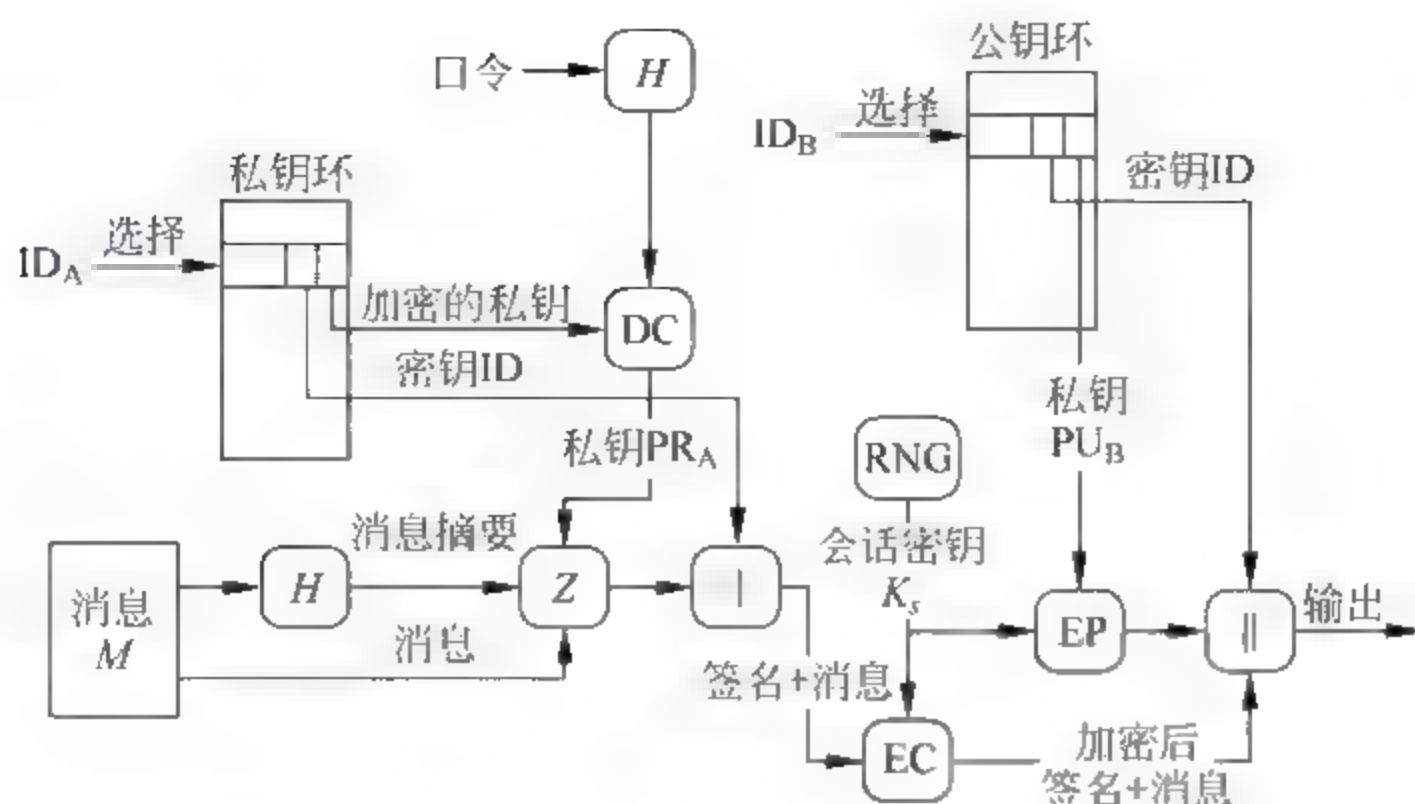 口令
H
公钥环
ID_B
选择
密钥ID
私钥环
ID_A
选择
加密的私钥
DC
密钥ID
私钥
PU_B
私钥PR_A
RNG
消息
M
H
消息摘要
Z
|
会话密钥
K_s
消息
EP
||
输出
签名+消息
EC
加密后
签名+消息